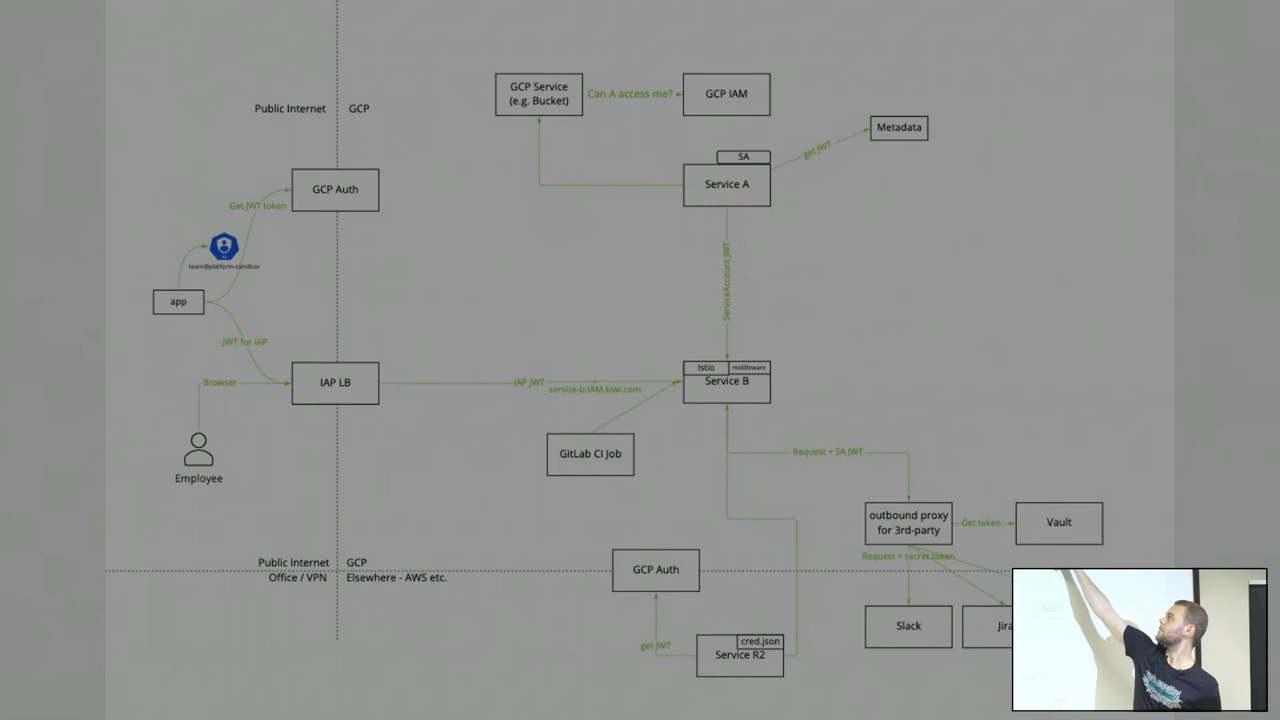 GCP Service
(e.g. Bucket)
Can A access me?
GCP IAM
Public Internet
GCP
Metadata
get JWT
SA
Service A
GCP Auth
Get JWT token
team@platform-sandbox
app
ServiceAccount JWT
JWT for IAP
Istio
middleware
Service B
Browser
IAP LB
IAP JWT
service-b.IAM.kiwi.com
GitLab CI Job
Employee
Request + SA JWT
outbound proxy
for 3rd-party
Get token
Vault
Request + secret token
Public Internet
GCP
Office / VPN
Elsewhere - AWS etc.
GCP Auth
Slack
Jira
get JWT
cred.json
Service R2